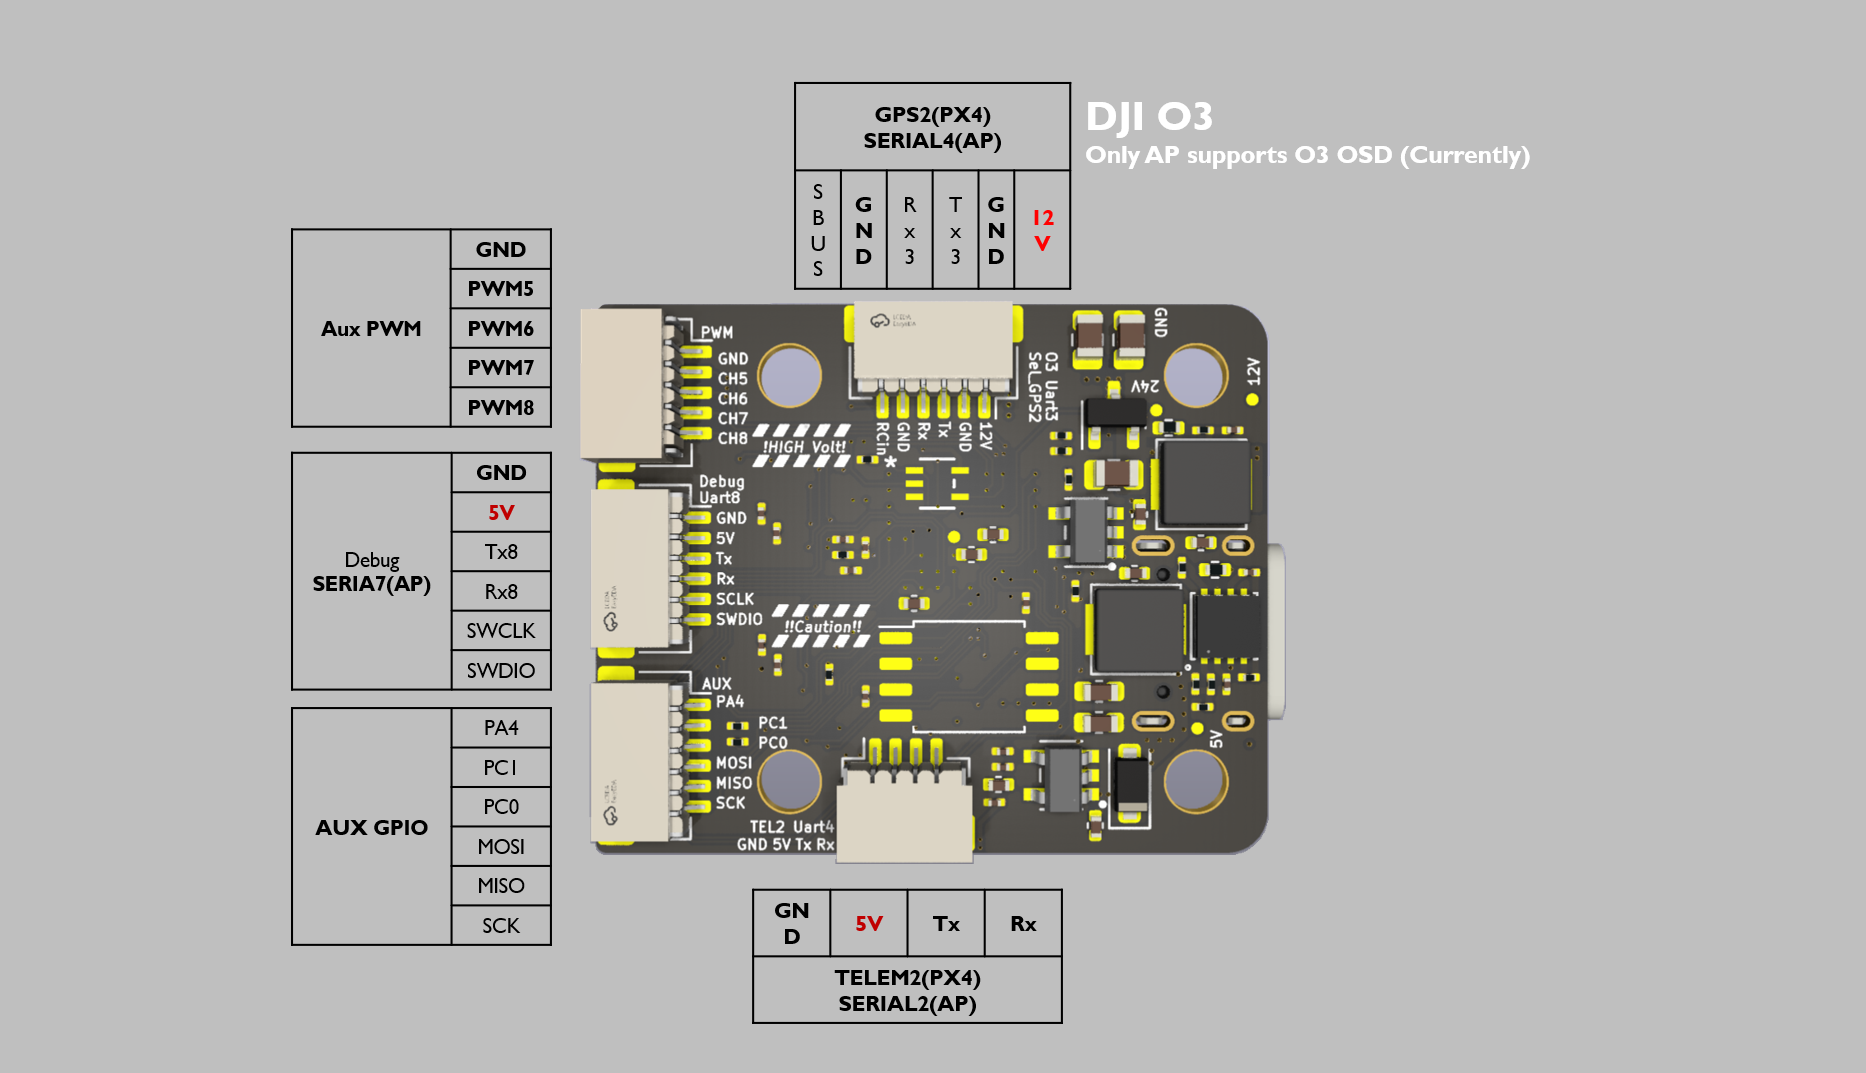 GPS2(PX4)
SERIAL4(AP)
SBUS
GND
Rx3
Tx3
GND
12V
DJI O3
Only AP supports O3 OSD (Currently)
Aux PWM
GND
PWM5
PWM6
PWM7
PWM8
Debug
SERIA7(AP)
GND
5V
Tx8
Rx8
SWCLK
SWDIO
AUX GPIO
PA4
PC1
PC0
MOSI
MISO
SCK
PWM
GND
CH5
CH6
CH7
CH8
!HIGH Volt!
Debug
Uart8
GND
5V
Tx
Rx
SCLK
SWDIO
!!Caution!!
AUX
PA4
PC1
PC0
MOSI
MISO
SCK
RCin
GND
Rx
Tx
GND
12V
*
O3 Uart3
Sel_GPS2
GND
24V
12V
5V
TEL2 Uart4
GND 5V Tx Rx
GND
5V
Tx
Rx
TELEM2(PX4)
SERIAL2(AP)